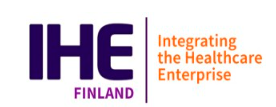 IHE
FINLAND
Integrating
the Healthcare
Enterprise